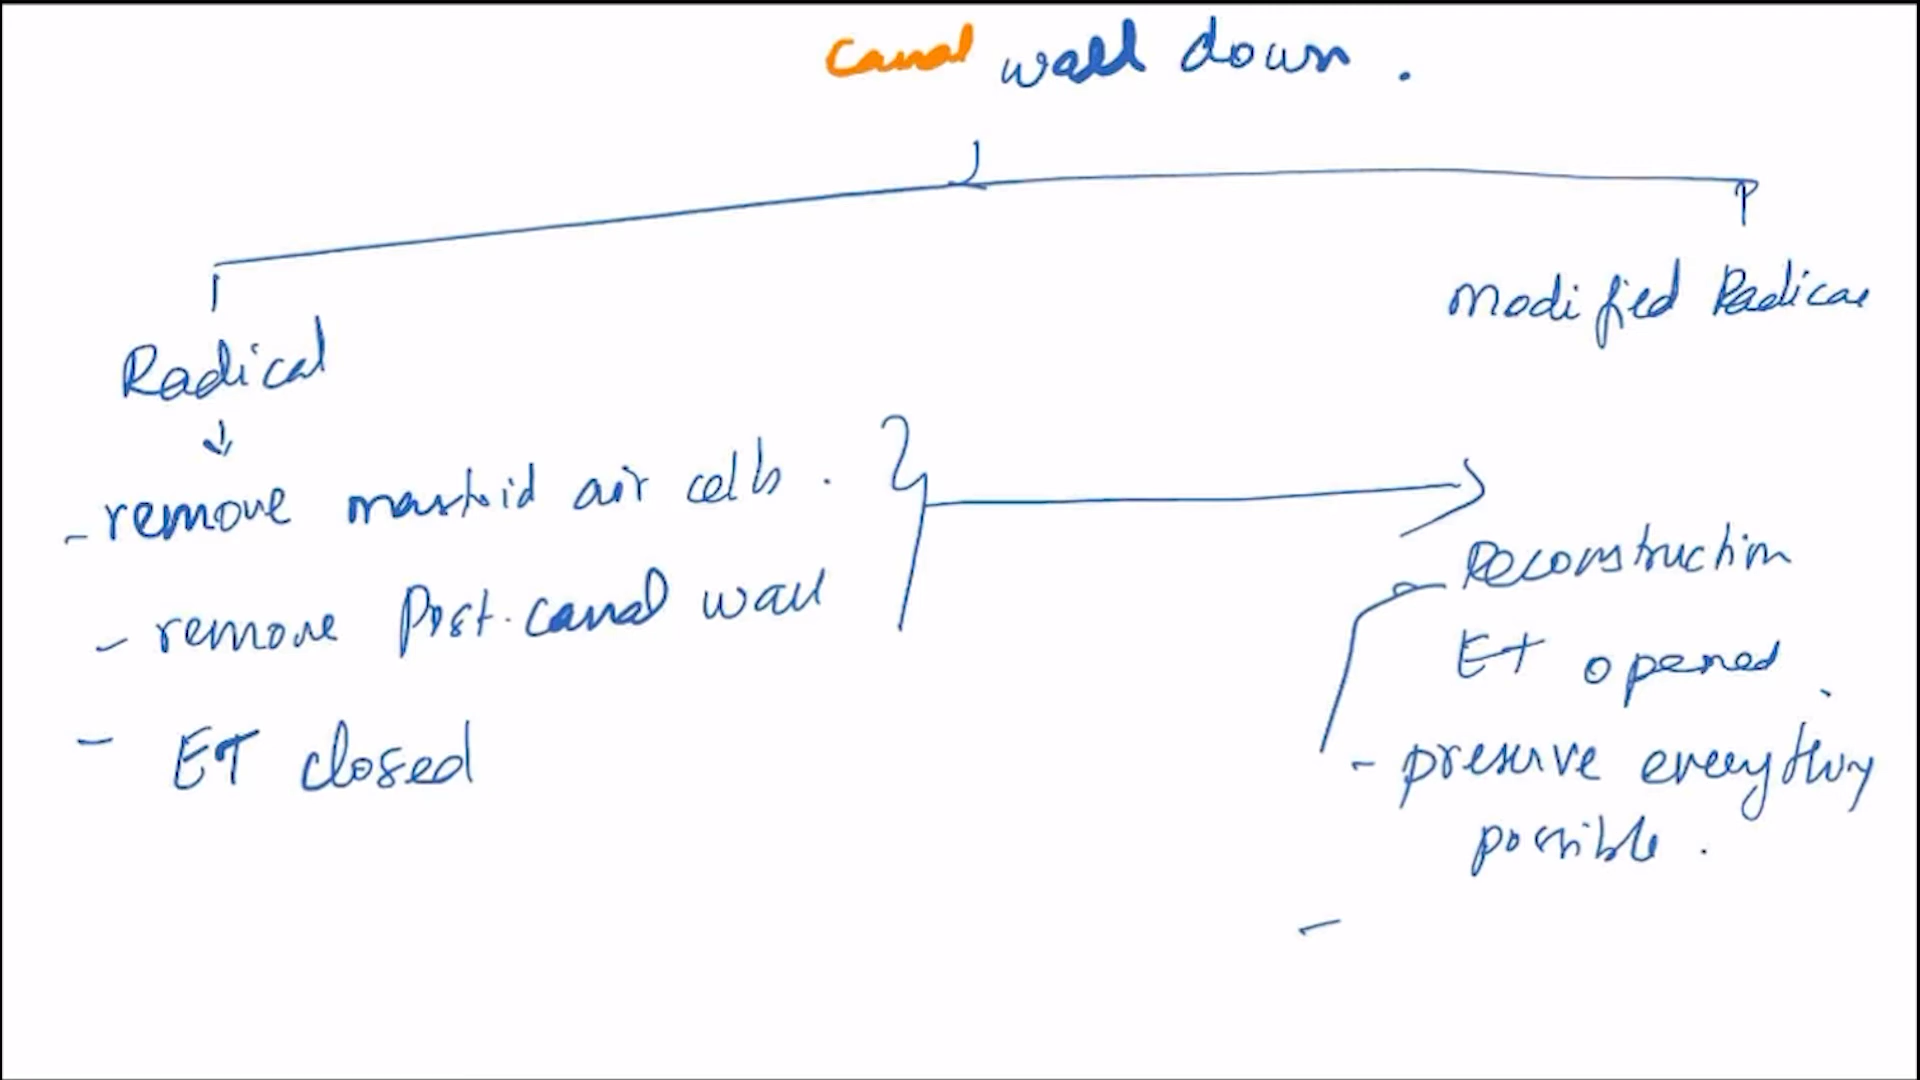 canal wall down.
Radical
modified Radical
- remove mastoid air cells.
- remove Post. canal wall
- ET closed
Reconstruction
ET opened.
- preserve everything
possible.
-